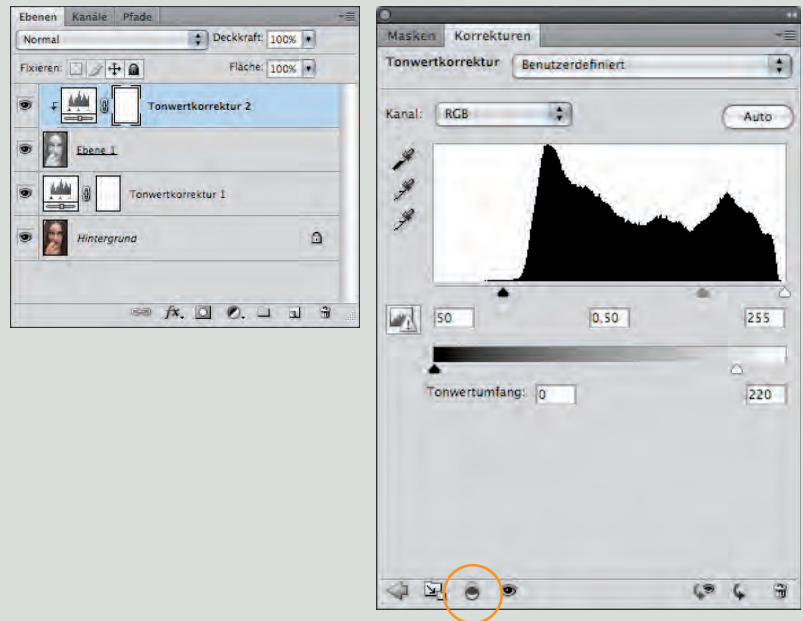 Ebenen Kanäle Pfade
Normal Deckkraft: 100%
Fixieren: Fläche: 100%
Tonwertkorrektur 2
Ebene 1
Tonwertkorrektur 1
Hintergrund
fx.
Masken Korrekturen
Tonwertkorrektur Benutzerdefiniert
Kanal: RGB Auto
50 0,50 255
Tonwertumfang: 0 220